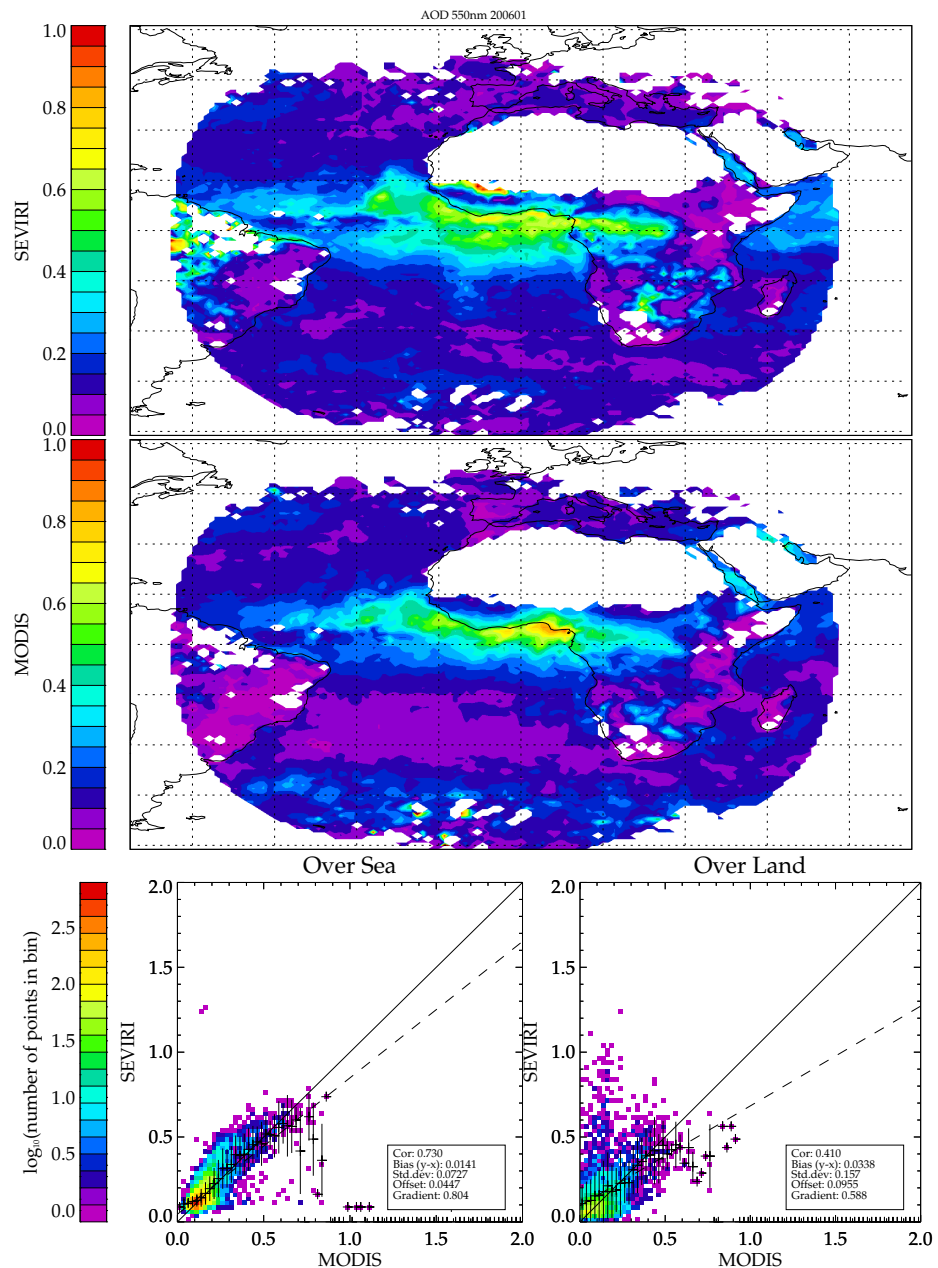 AOD 550nm 200601
1.0
0.8
0.6
0.4
0.2
0.0
SEVIRI
1.0
0.8
0.6
0.4
0.2
0.0
MODIS
Over Sea
Over Land
2.5
2.0
1.5
1.0
0.5
0.0
log₁₀(number of points in bin)
2.0
1.5
1.0
0.5
0.0
SEVIRI
Cor: 0.730
Bias (y-x): 0.0141
Std.dev: 0.0727
Offset: 0.0447
Gradient: 0.804
0.0 0.5 1.0 1.5 2.0
MODIS
2.0
1.5
1.0
0.5
0.0
SEVIRI
Cor: 0.410
Bias (y-x): 0.0338
Std.dev: 0.157
Offset: 0.0955
Gradient: 0.588
0.0 0.5 1.0 1.5 2.0
MODIS